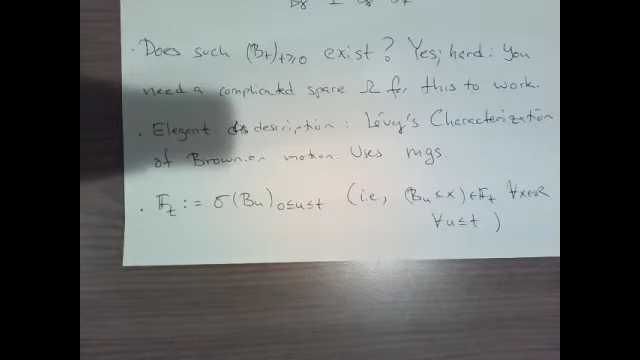 · Does such (Bt)t≥0 exist? Yes; hard: you
need a complicated space Ω for this to work.
· Elegant description: Lévy's Characterization
of Brownian motion. Uses mgs
· 𝔽t := σ(Bu)0≤u≤t (i.e., (Bu ≤ x) ∈ 𝔽t ∀x∈ℝ
∀u≤t )